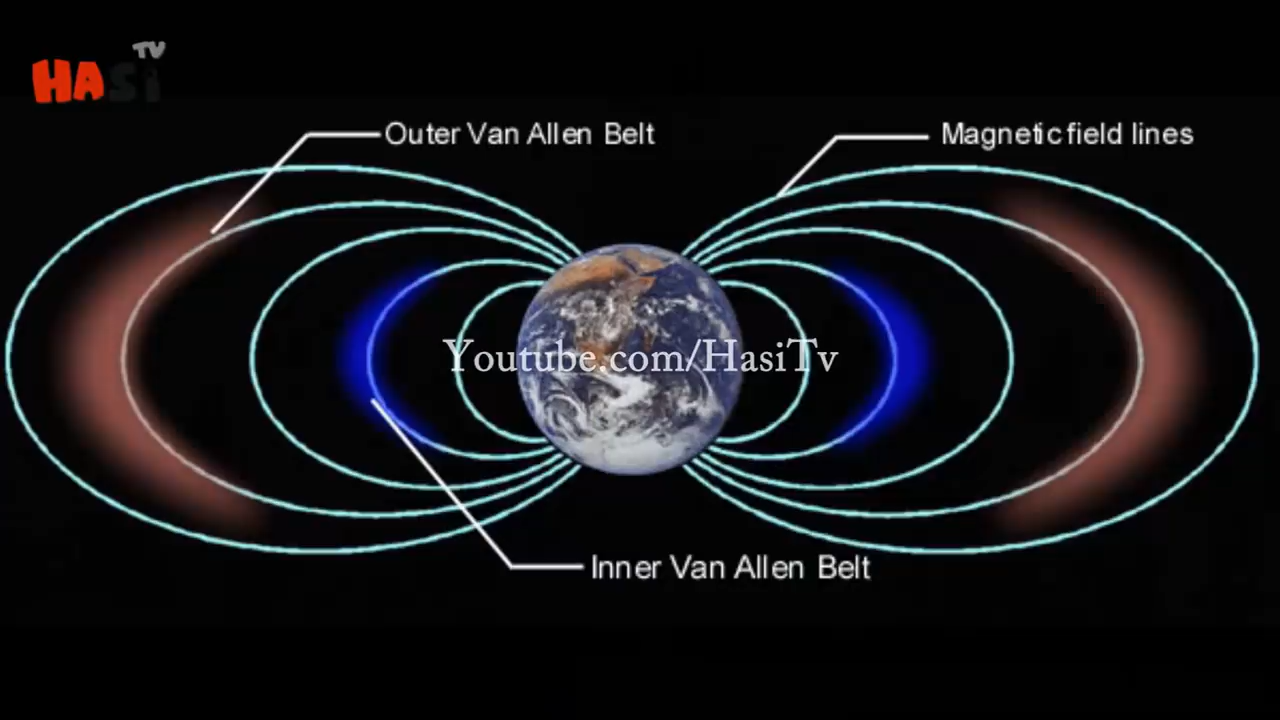 HASi TV
Outer Van Allen Belt
Magnetic field lines
Youtube.com/HasiTv
Inner Van Allen Belt